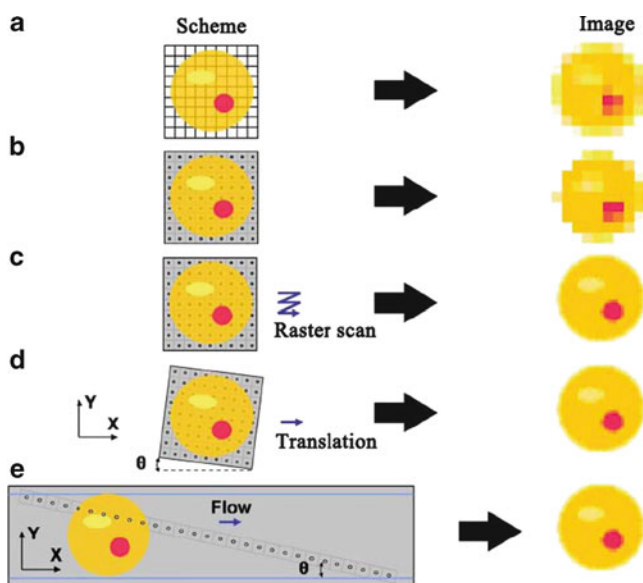 a
Scheme
Image
b
c
Raster scan
d
Y
X
Translation
θ
e
Flow
Y
X
θ